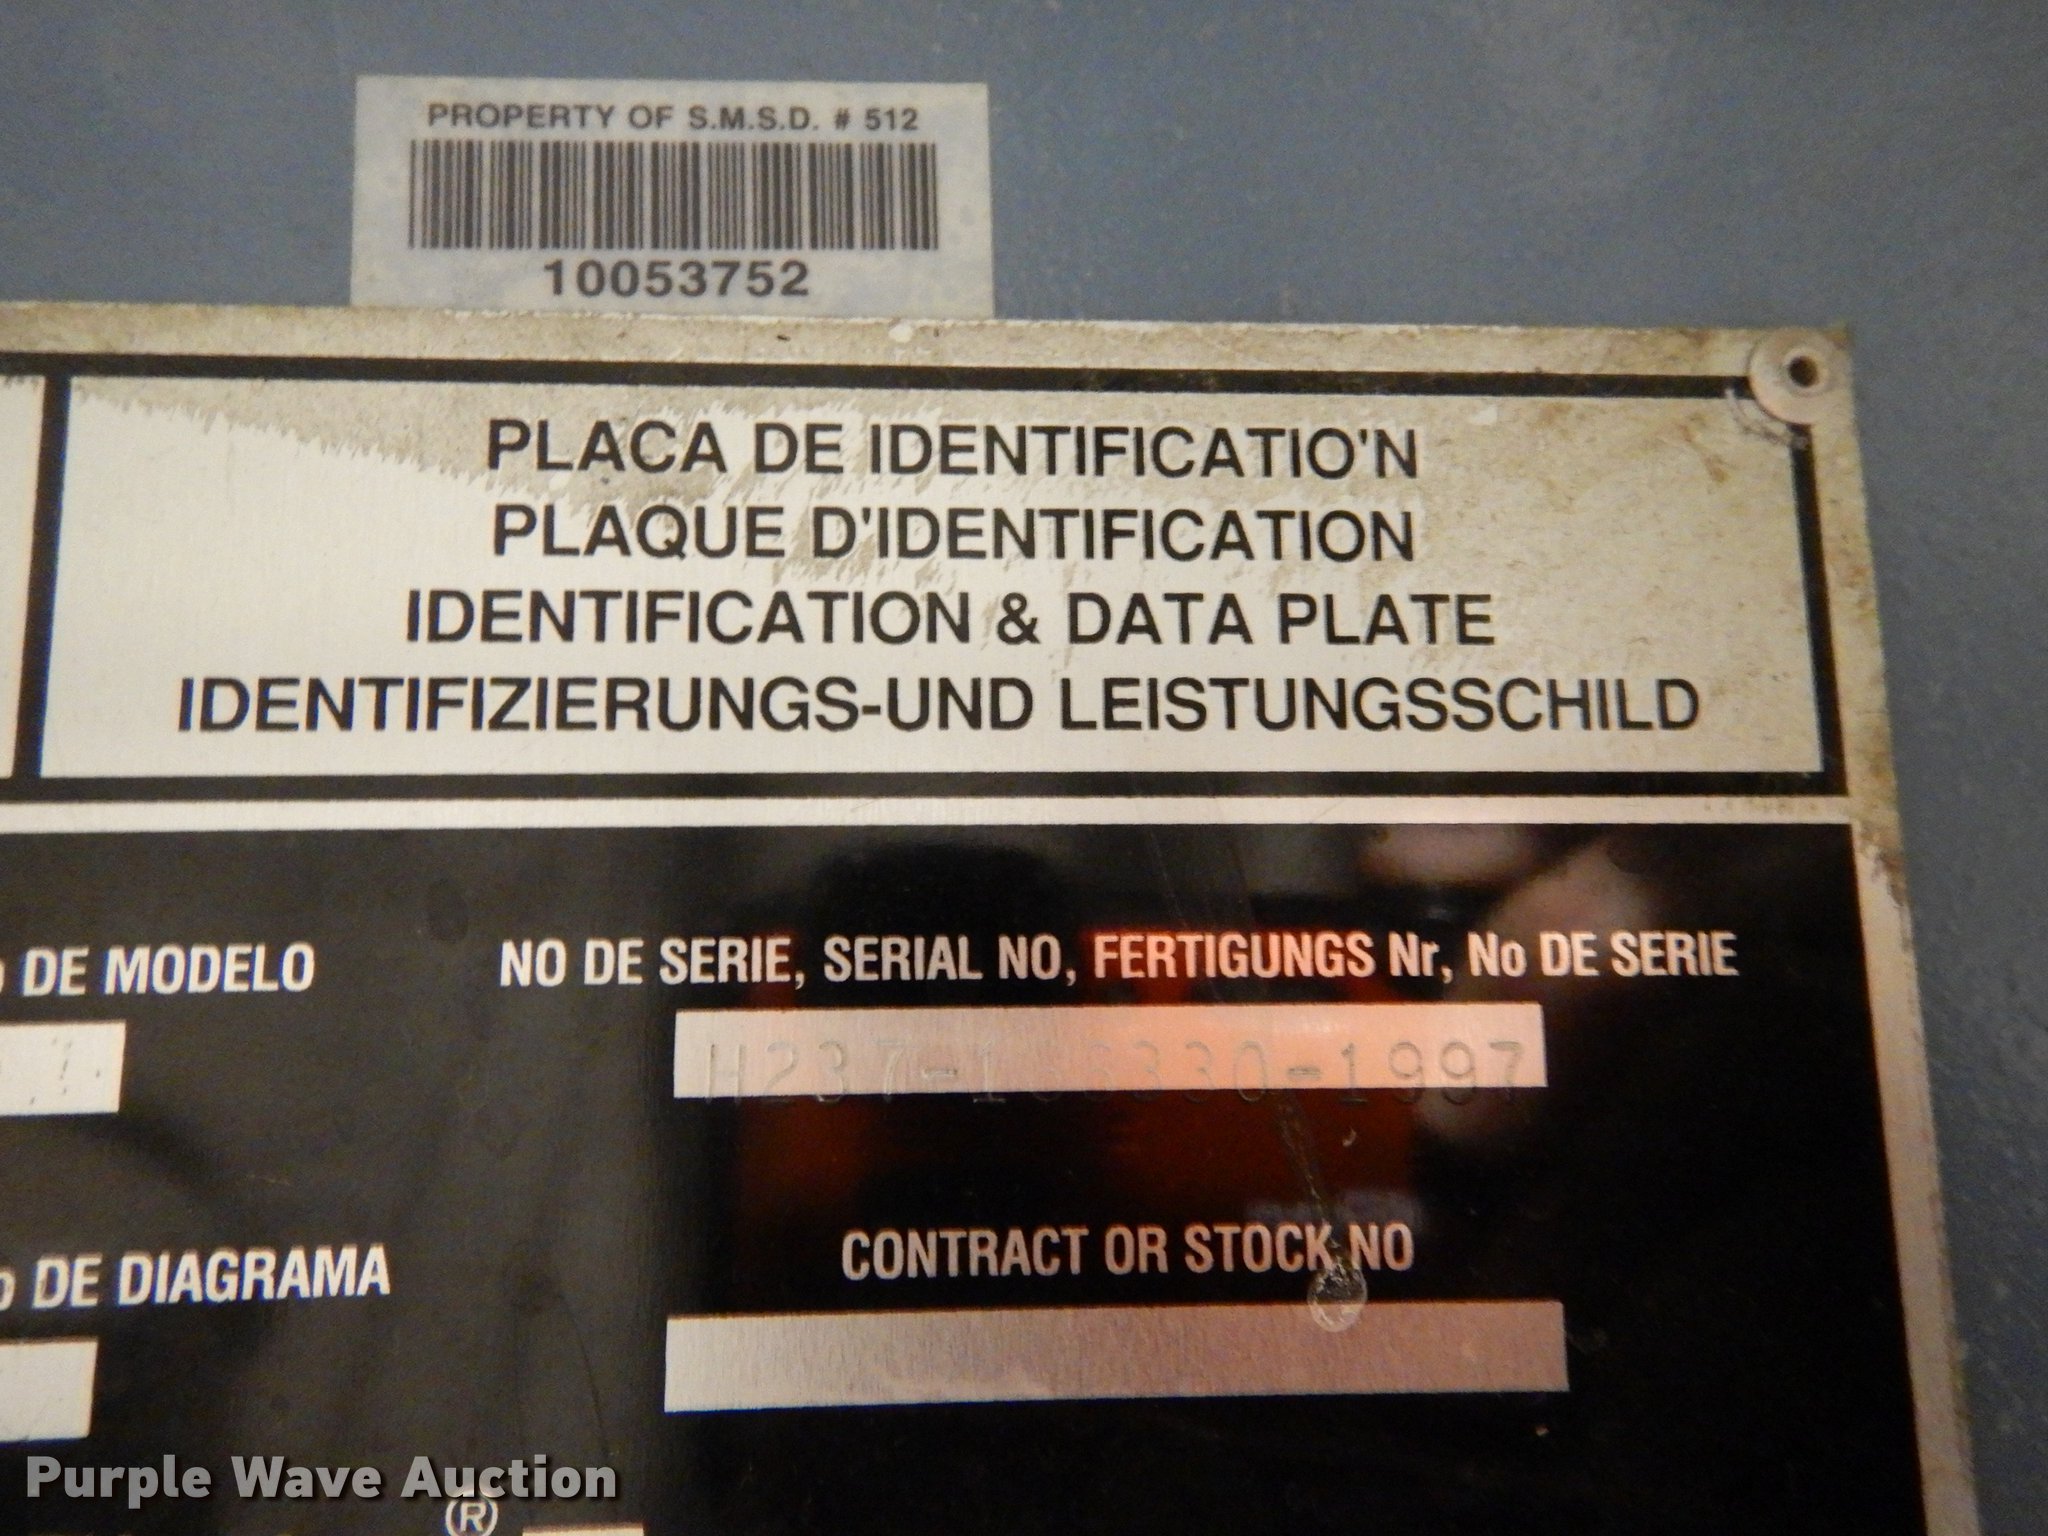 PROPERTY OF S.M.S.D. # 512
10053752
PLACA DE IDENTIFICATIO'N
PLAQUE D'IDENTIFICATION
IDENTIFICATION & DATA PLATE
IDENTIFIZIERUNGS-UND LEISTUNGSSCHILD
DE MODELO
NO DE SERIE, SERIAL NO, FERTIGUNGS Nr, No DE SERIE
CONTRACT OR STOCK NO
DE DIAGRAMA
Purple Wave Auction
®